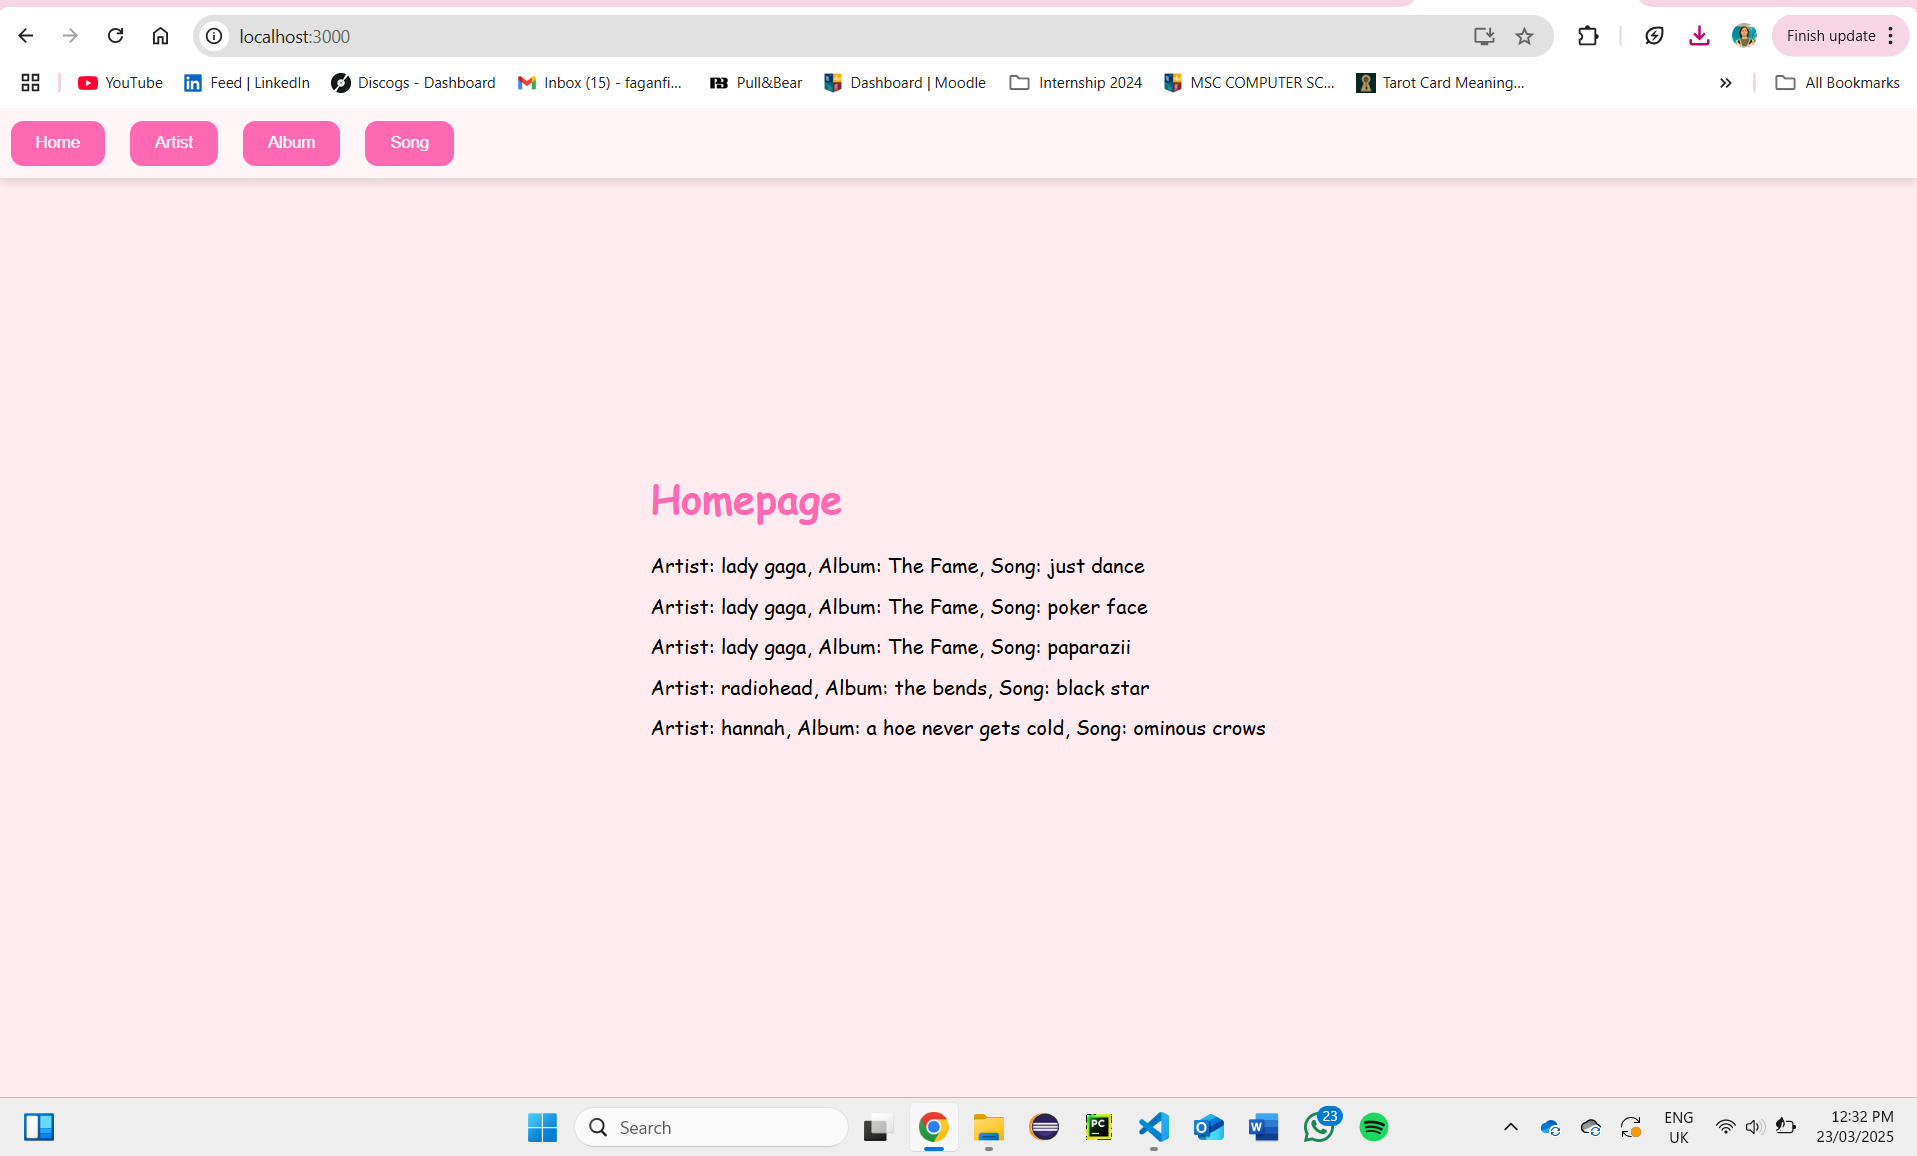 localhost:3000
Finish update
YouTube Feed | LinkedIn Discogs - Dashboard Inbox (15) - faganfi... Pull&Bear Dashboard | Moodle Internship 2024 MSC COMPUTER SC... Tarot Card Meaning... » All Bookmarks
Home Artist Album Song
Homepage
Artist: lady gaga, Album: The Fame, Song: just dance
Artist: lady gaga, Album: The Fame, Song: poker face
Artist: lady gaga, Album: The Fame, Song: paparazii
Artist: radiohead, Album: the bends, Song: black star
Artist: hannah, Album: a hoe never gets cold, Song: ominous crows
Search
PC
23
ENG
UK
12:32 PM
23/03/2025